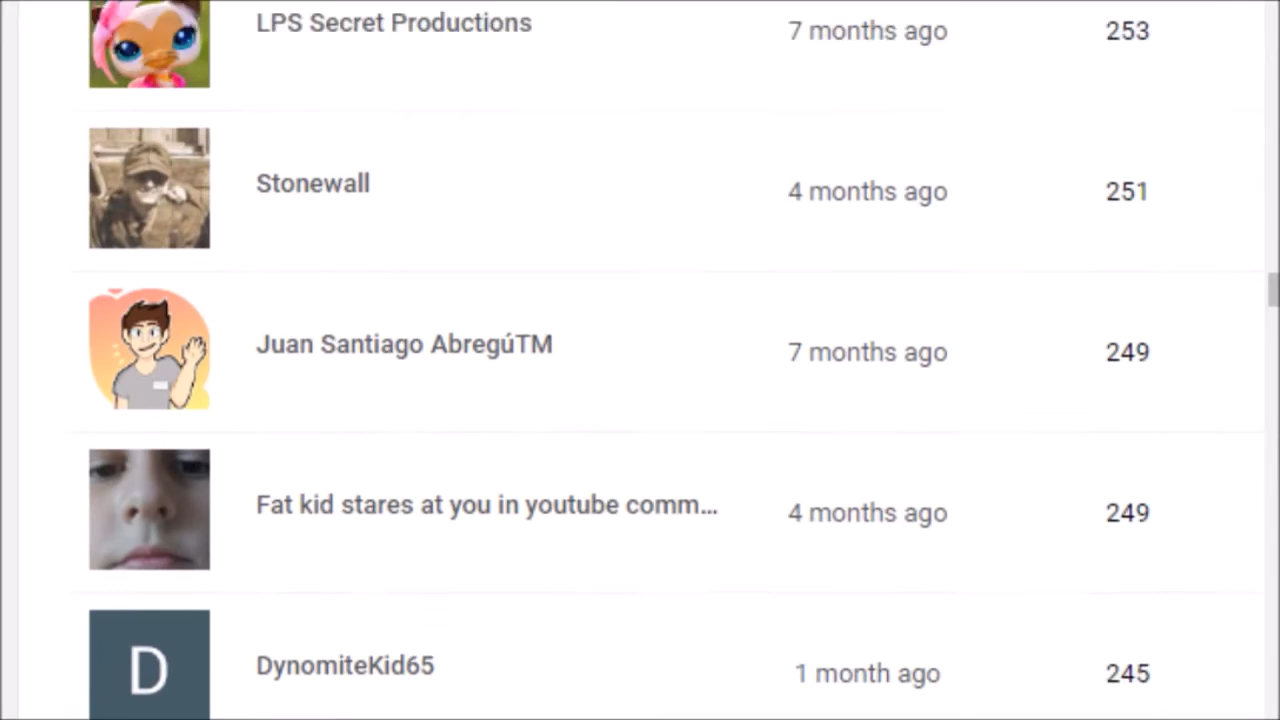 LPS Secret Productions 7 months ago 253
Stonewall 4 months ago 251
Juan Santiago AbregúTM 7 months ago 249
Fat kid stares at you in youtube comm... 4 months ago 249
D DynomiteKid65 1 month ago 245